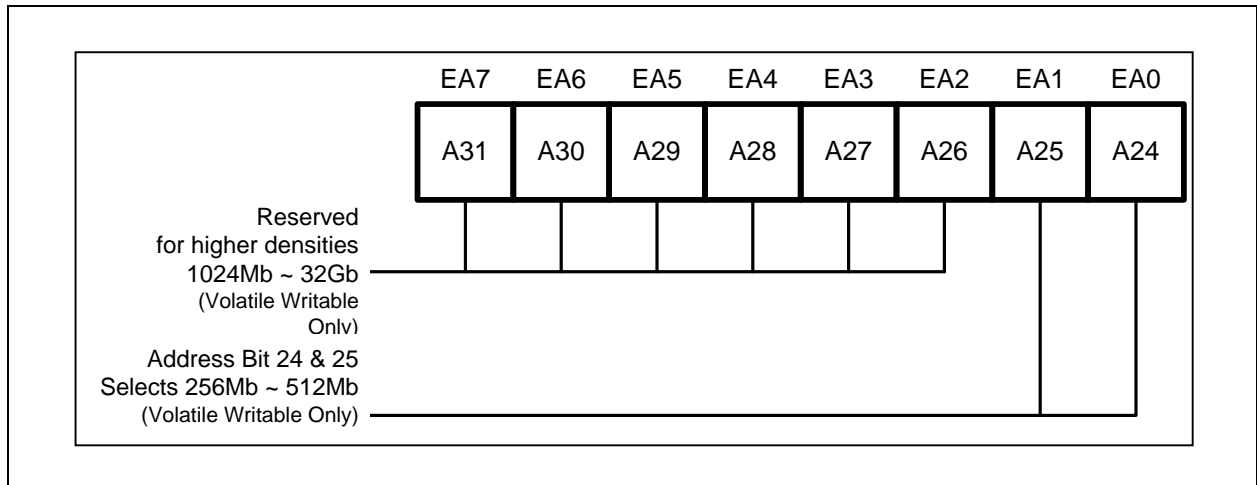 EA7 EA6 EA5 EA4 EA3 EA2 EA1 EA0
A31 A30 A29 A28 A27 A26 A25 A24
Reserved
for higher densities
1024Mb ~ 32Gb
(Volatile Writable
Only)
Address Bit 24 & 25
Selects 256Mb ~ 512Mb
(Volatile Writable Only)